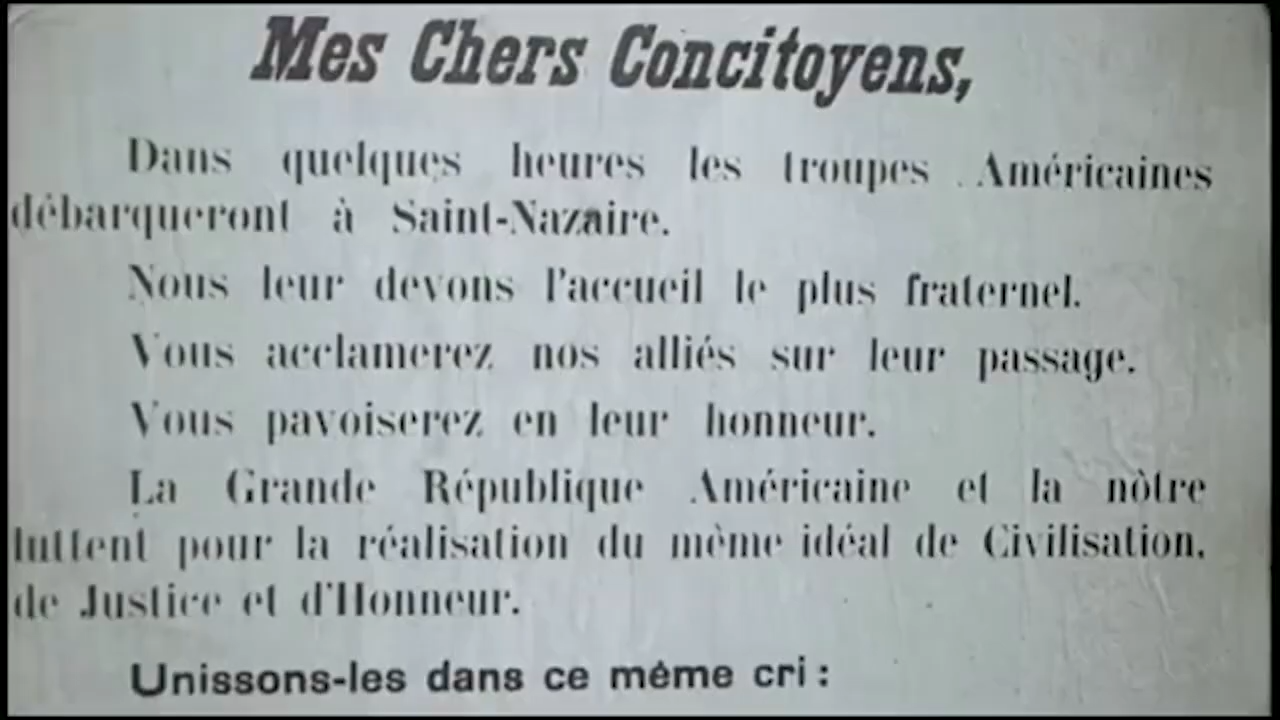 Mes Chers Concitoyens,
Dans quelques heures les troupes Américaines
débarqueront à Saint-Nazaire.
Nous leur devons l'accueil le plus fraternel.
Vous acclamerez nos alliés sur leur passage.
Vous pavoiserez en leur honneur.
La Grande République Américaine et la nôtre
luttent pour la réalisation du même idéal de Civilisation,
de Justice et d'Honneur.
Unissons-les dans ce même cri :